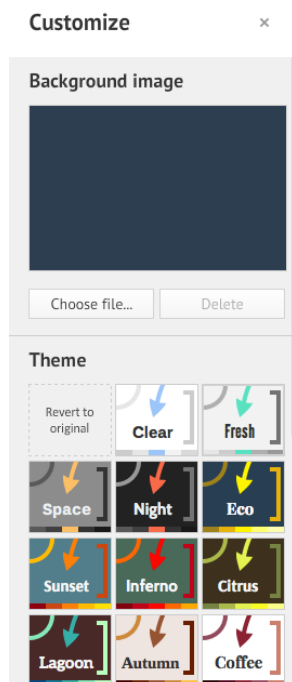 Customize ×
Background image
Choose file... Delete
Theme
Revert to
original
Clear
Fresh
Space
Night
Eco
Sunset
Inferno
Citrus
Lagoon
Autumn
Coffee